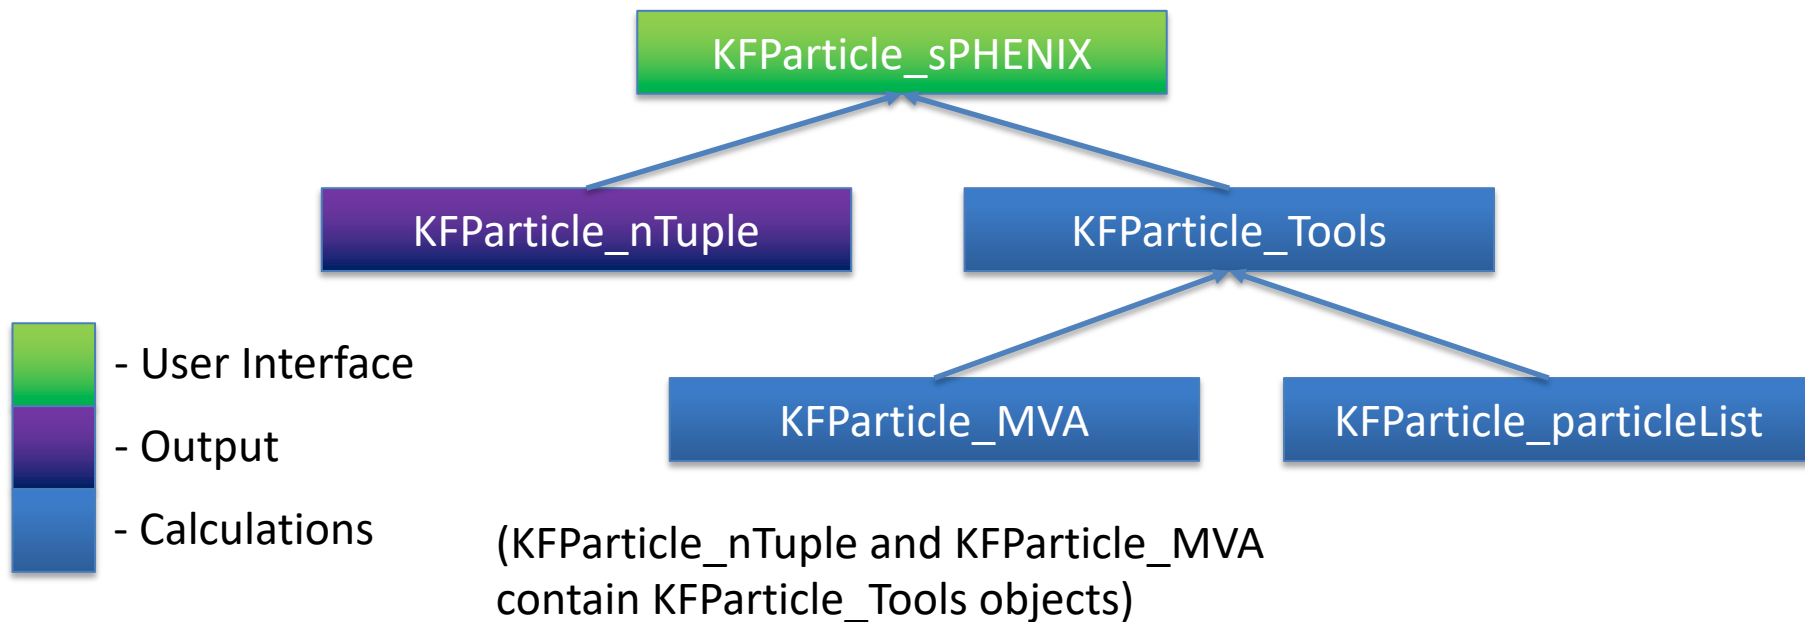 KFParticle_sPHENIX
KFParticle_nTuple
KFParticle_Tools
KFParticle_MVA
KFParticle_particleList
- User Interface
- Output
- Calculations
(KFParticle_nTuple and KFParticle_MVA
contain KFParticle_Tools objects)